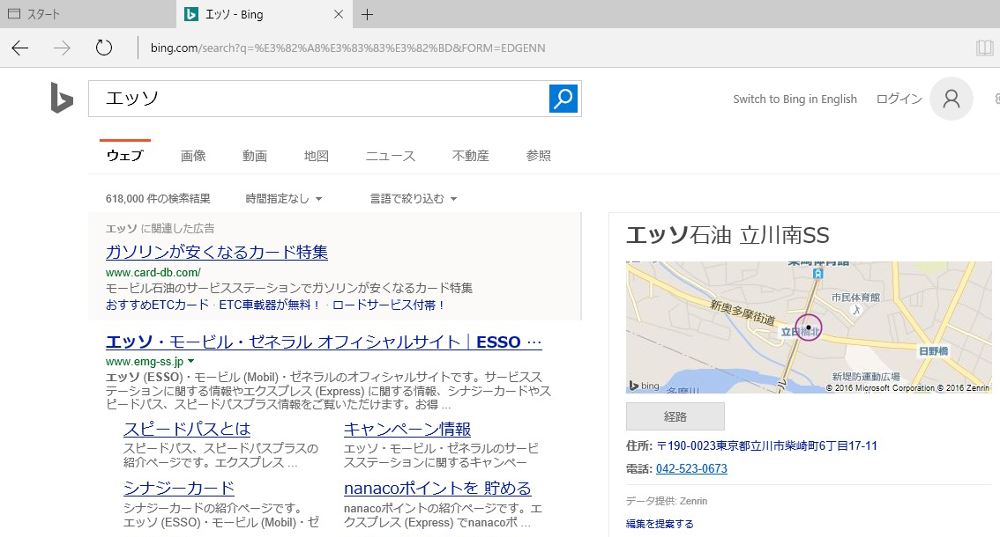 スタート
エッソ - Bing
bing.com/search?q=%E3%82%A8%E3%83%83%E3%82%BD&FORM=EDGENN
エッソ
Switch to Bing in English ログイン
ウェブ 画像 動画 地図 ニュース 不動産 参照
618,000 件の検索結果 時間指定なし 言語で絞り込む
エッソ に関連した広告
ガソリンが安くなるカード特集
www.card-db.com/
モービル石油のサービスステーションでガソリンが安くなるカード特集
おすすめETCカード · ETC車載器が無料！ · ロードサービス付帯！
エッソ・モービル・ゼネラル オフィシャルサイト｜ESSO …
www.emg-ss.jp
エッソ (ESSO)・モービル (Mobil)・ゼネラルのオフィシャルサイトです。サービスス
テーションに関する情報やエクスプレス (Express) に関する情報、シナジーカードやス
ピードパス、スピードパスプラス情報をご覧いただけます。お得 ...
スピードパスとは
スピードパス、スピードパスプラスの
紹介ページです。エクスプレス ...
キャンペーン情報
エッソ・モービル・ゼネラルのサービ
スステーションに関するキャンペー
シナジーカード
シナジーカードの紹介ページです。
エッソ (ESSO)・モービル (Mobil)・ゼ
nanacoポイントを 貯める
nanacoポイントの紹介ページです。エ
クスプレス (Express) でnanacoポ ...
エッソ石油 立川南SS
柴崎体育館
市民体育館
新奥多摩街道
立日橋北
日野橋
新堤防運動広場
多摩川
bing
© 2016 Microsoft Corporation © 2016 Zenrin
経路
住所: 〒190-0023東京都立川市柴崎町6丁目17-11
電話: 042-523-0673
データ提供: Zenrin
編集を提案する